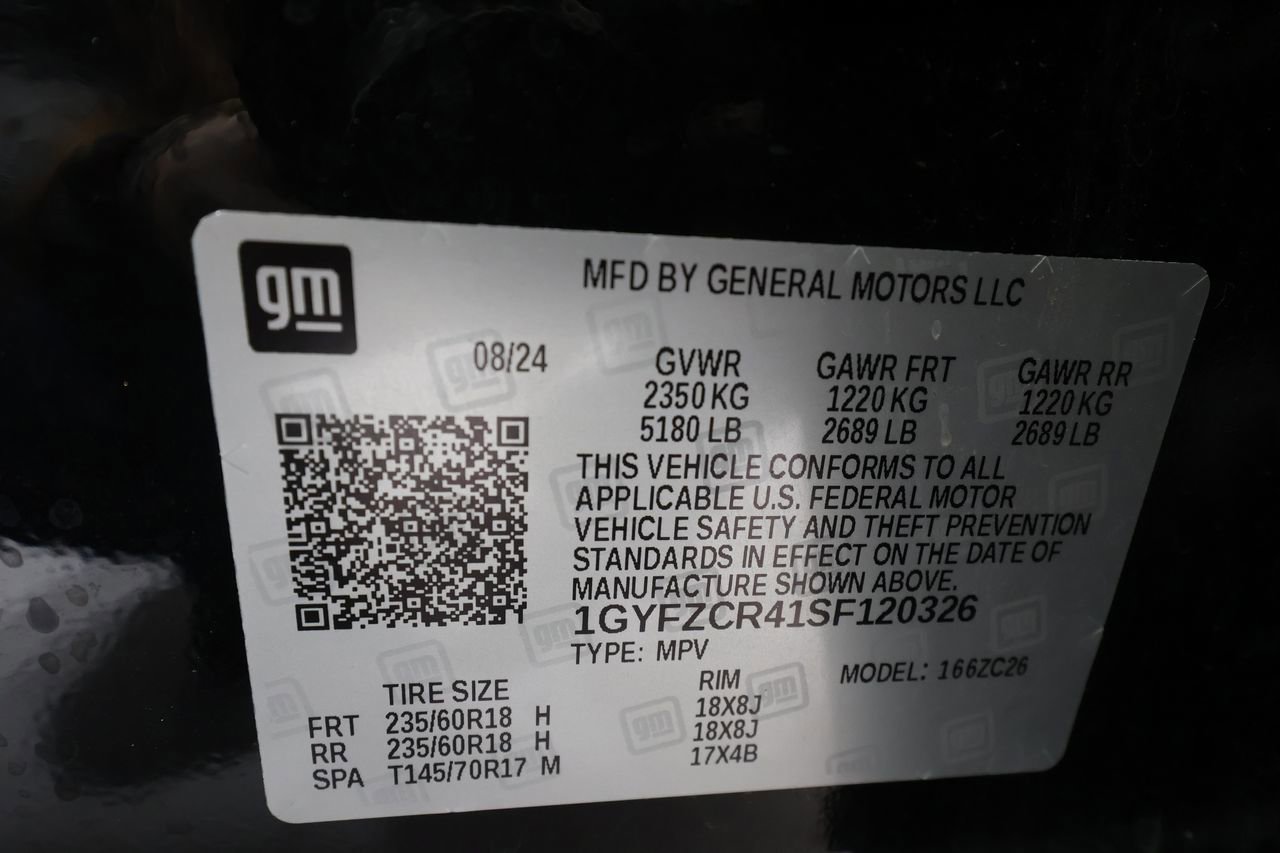 gm
MFD BY GENERAL MOTORS LLC
08/24 GVWR GAWR FRT GAWR RR
2350 KG 1220 KG 1220 KG
5180 LB 2689 LB 2689 LB
THIS VEHICLE CONFORMS TO ALL
APPLICABLE U.S. FEDERAL MOTOR
VEHICLE SAFETY AND THEFT PREVENTION
STANDARDS IN EFFECT ON THE DATE OF
MANUFACTURE SHOWN ABOVE.
1GYFZCR41SF120326
TYPE: MPV MODEL: 166ZC26
TIRE SIZE RIM
FRT 235/60R18 H 18X8J
RR 235/60R18 H 18X8J
SPA T145/70R17 M 17X4B